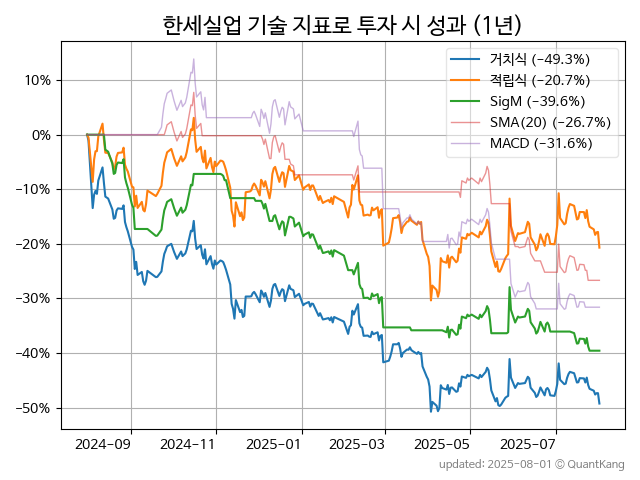 한세실업 기술 지표로 투자 시 성과 (1년)
거치식 (−49.3%)
적립식 (−20.7%)
SigM (−39.6%)
SMA(20) (−26.7%)
MACD (−31.6%)
10%
0%
−10%
−20%
−30%
−40%
−50%
2024−09 2024−11 2025−01 2025−03 2025−05 2025−07
updated: 2025-08-01 © QuantKang